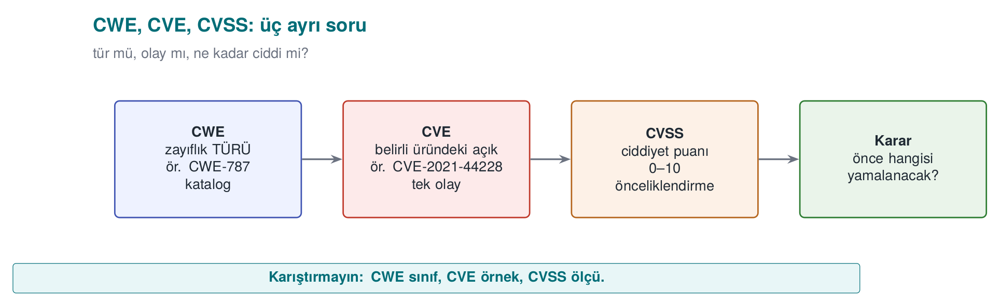 CWE, CVE, CVSS: üç ayrı soru
tür mü, olay mı, ne kadar ciddi mi?
CWE
zayıflık TÜRÜ
ör. CWE-787
katalog
CVE
belirli üründeki açık
ör. CVE-2021-44228
tek olay
CVSS
ciddiyet puanı
0–10
önceliklendirme
Karar
önce hangisi
yamalanacak?
Karıştırmayın: CWE sınıf, CVE örnek, CVSS ölçü.